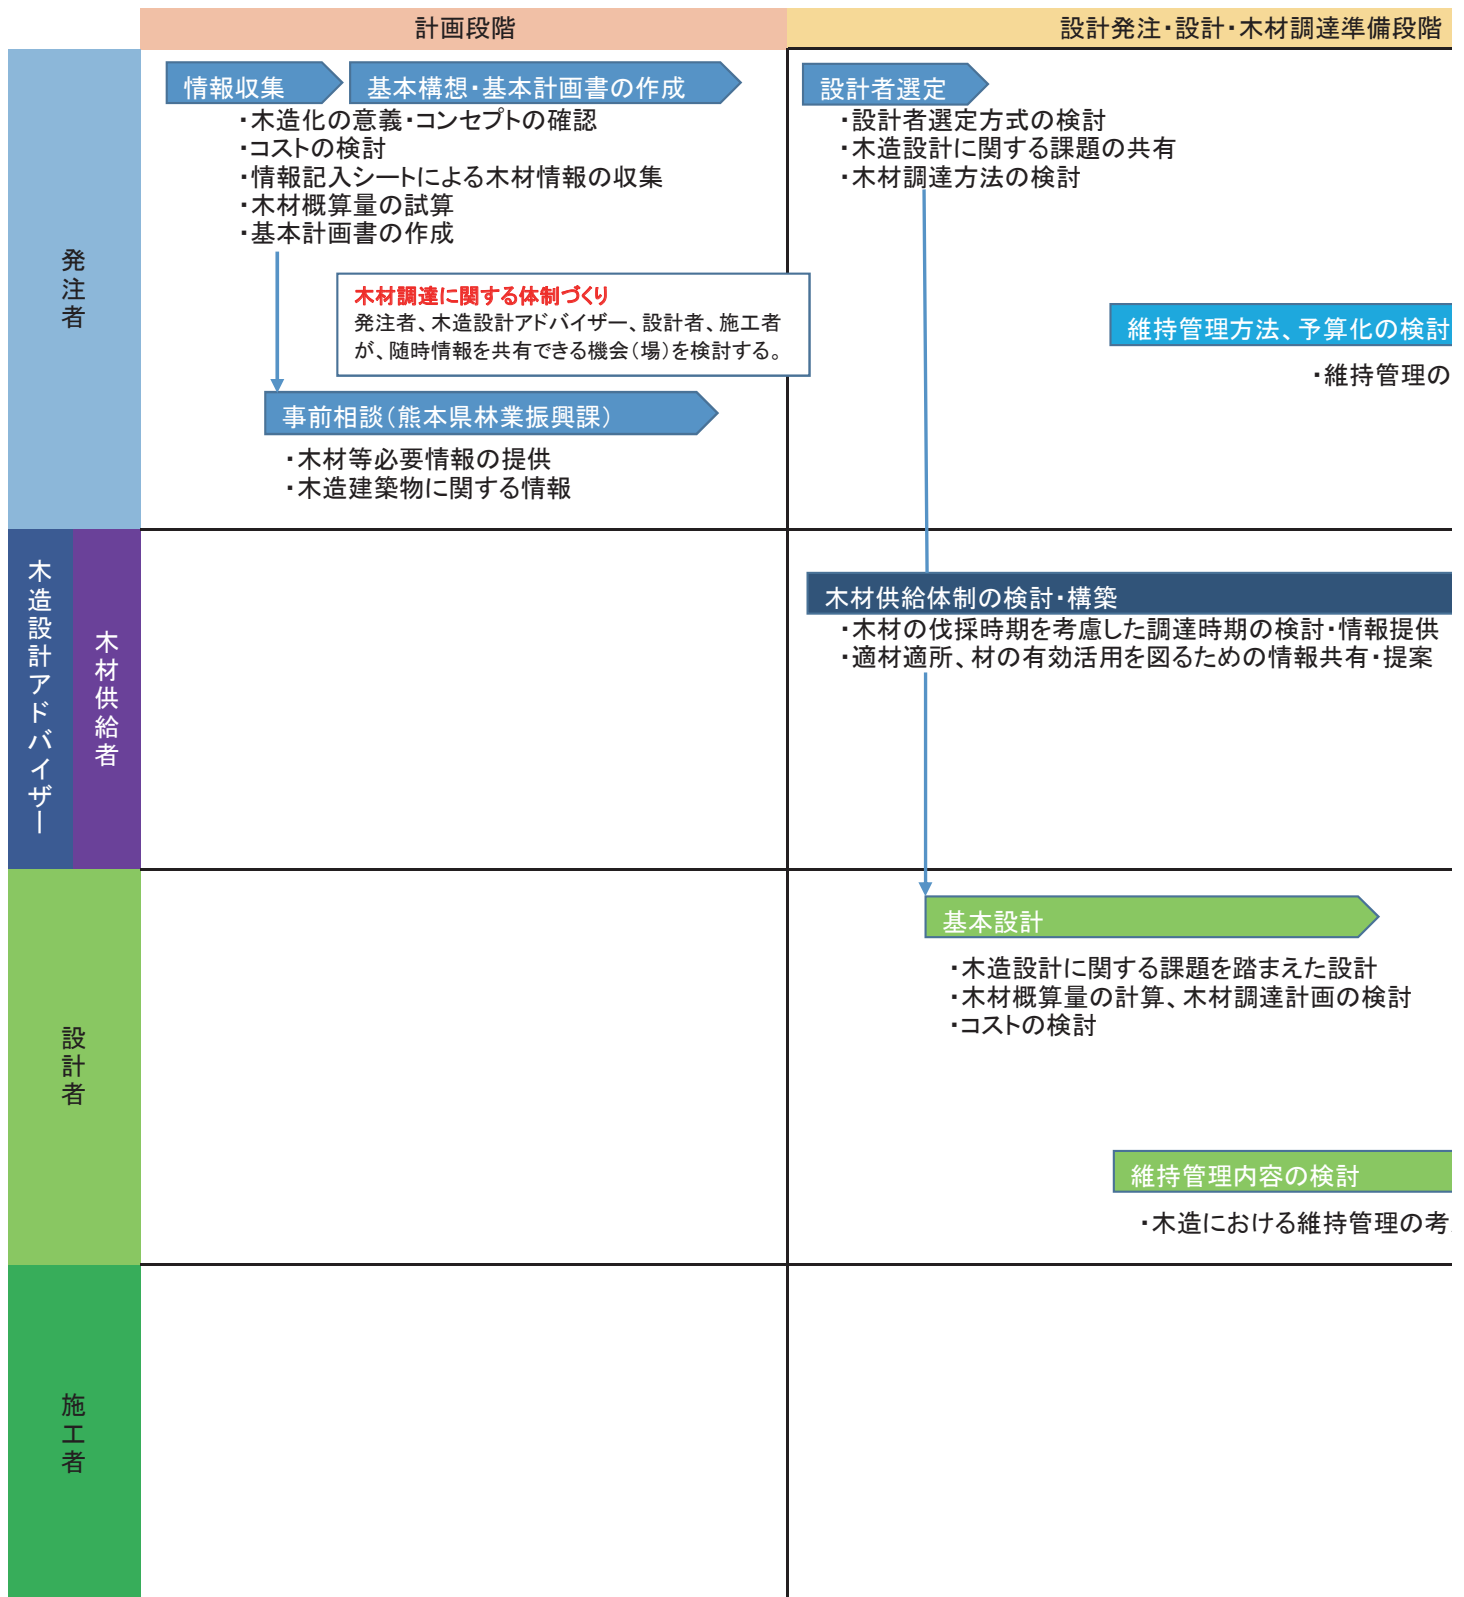 計画段階
設計発注・設計・木材調達準備段階
発注者
情報収集
基本構想・基本計画書の作成
・木造化の意義・コンセプトの確認
・コストの検討
・情報記入シートによる木材情報の収集
・木材概算量の試算
・基本計画書の作成
木材調達に関する体制づくり
発注者、木造設計アドバイザー、設計者、施工者
が、随時情報を共有できる機会（場）を検討する。
事前相談（熊本県林業振興課）
・木材等必要情報の提供
・木造建築物に関する情報
設計者選定
・設計者選定方式の検討
・木造設計に関する課題の共有
・木材調達方法の検討
維持管理方法、予算化の検討
・維持管理の
木造設計アドバイザー
木材供給者
木材供給体制の検討・構築
・木材の伐採時期を考慮した調達時期の検討・情報提供
・適材適所、材の有効活用を図るための情報共有・提案
設計者
基本設計
・木造設計に関する課題を踏まえた設計
・木材概算量の計算、木材調達計画の検討
・コストの検討
維持管理内容の検討
・木造における維持管理の考
施工者